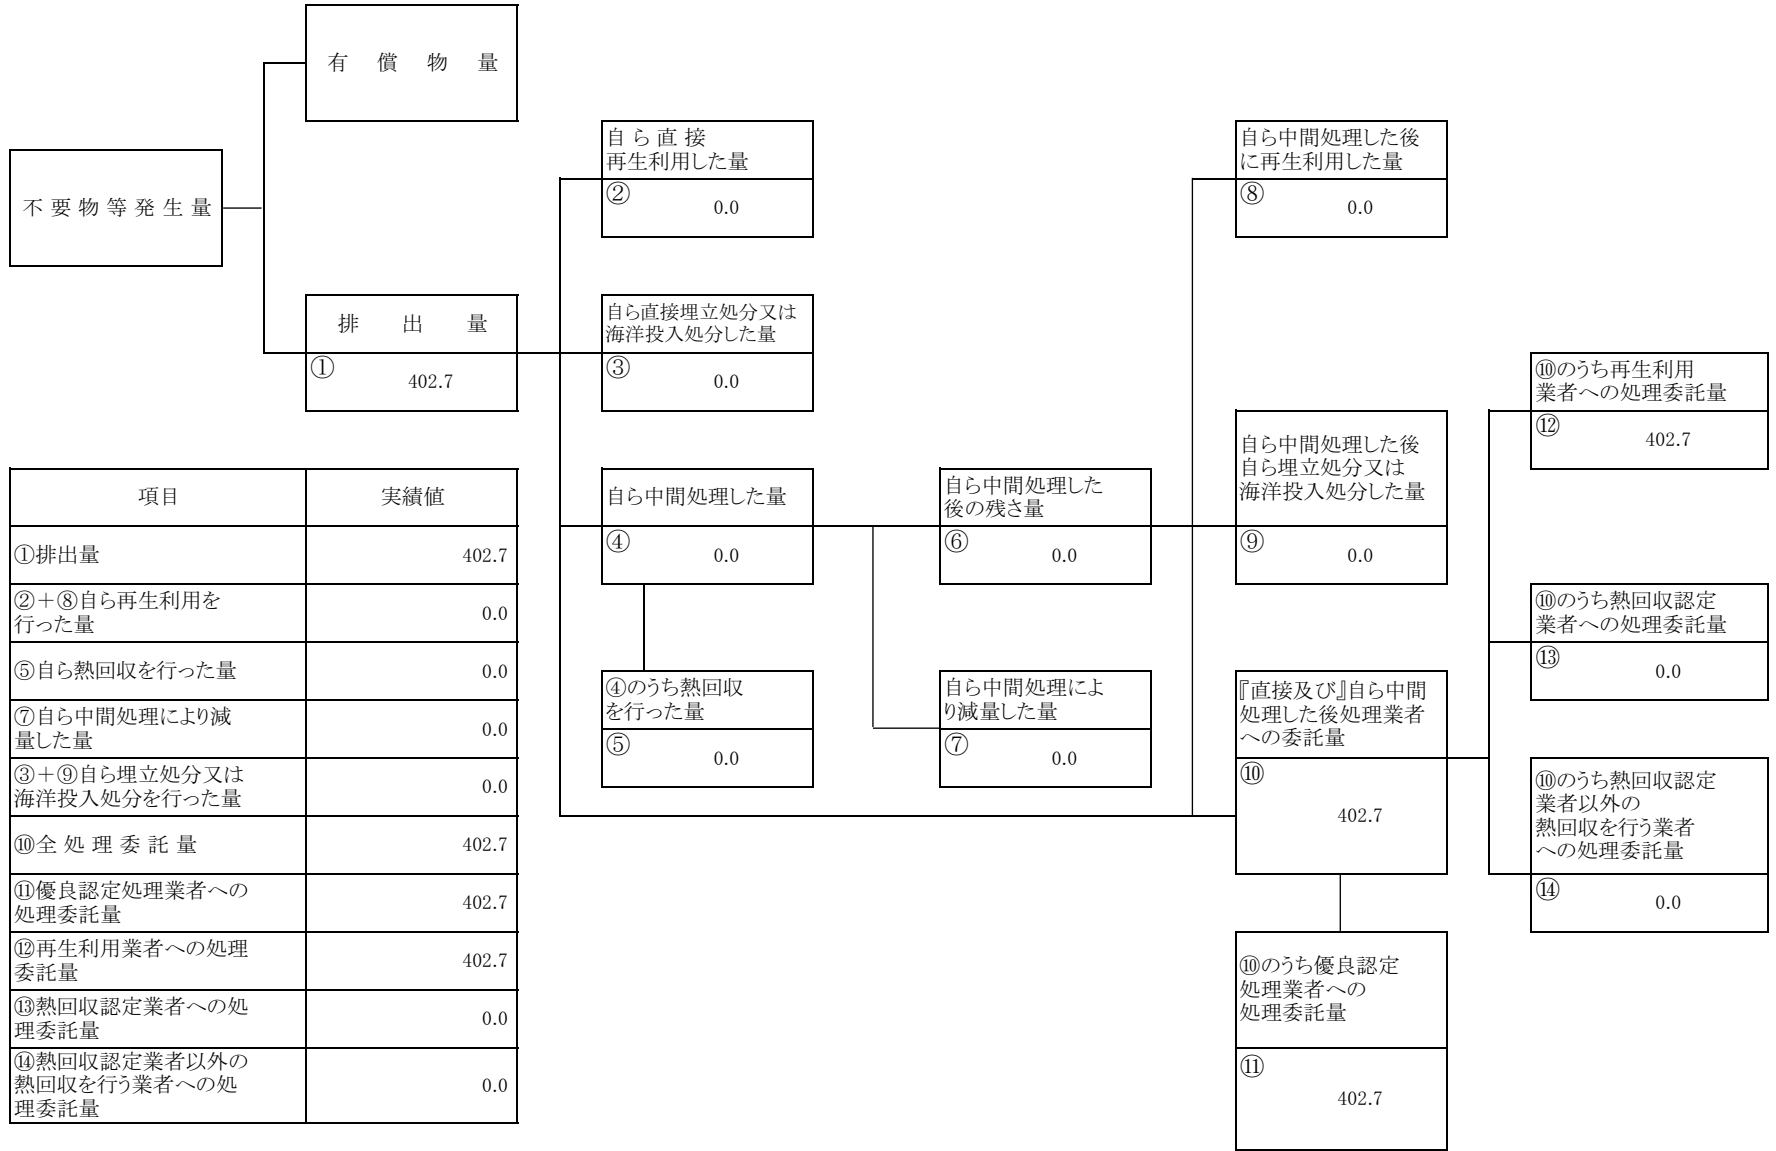 有償物量
不要物等発生量
排出量
①
402.7
自ら直接
再生利用した量
②
0.0
自ら直接埋立処分又は
海洋投入処分した量
③
0.0
自ら中間処理した量
④
0.0
④のうち熱回収
を行った量
⑤
0.0
自ら中間処理した
後の残さ量
⑥
0.0
自ら中間処理によ
り減量した量
⑦
0.0
自ら中間処理した後
に再生利用した量
⑧
0.0
自ら中間処理した後
自ら埋立処分又は
海洋投入処分した量
⑨
0.0
『直接及び』自ら中間
処理した後処理業者
への委託量
⑩
402.7
⑩のうち優良認定
処理業者への
処理委託量
⑪
402.7
⑩のうち再生利用
業者への処理委託量
⑫
402.7
⑩のうち熱回収認定
業者への処理委託量
⑬
0.0
⑩のうち熱回収認定
業者以外の
熱回収を行う業者
への処理委託量
⑭
0.0
項目 実績値
①排出量 402.7
②+⑧自ら再生利用を
行った量 0.0
⑤自ら熱回収を行った量 0.0
⑦自ら中間処理により減
量した量 0.0
③+⑨自ら埋立処分又は
海洋投入処分を行った量 0.0
⑩全処理委託量 402.7
⑪優良認定処理業者への
処理委託量 402.7
⑫再生利用業者への処理
委託量 402.7
⑬熱回収認定業者への処
理委託量 0.0
⑭熱回収認定業者以外の
熱回収を行う業者への処
理委託量 0.0